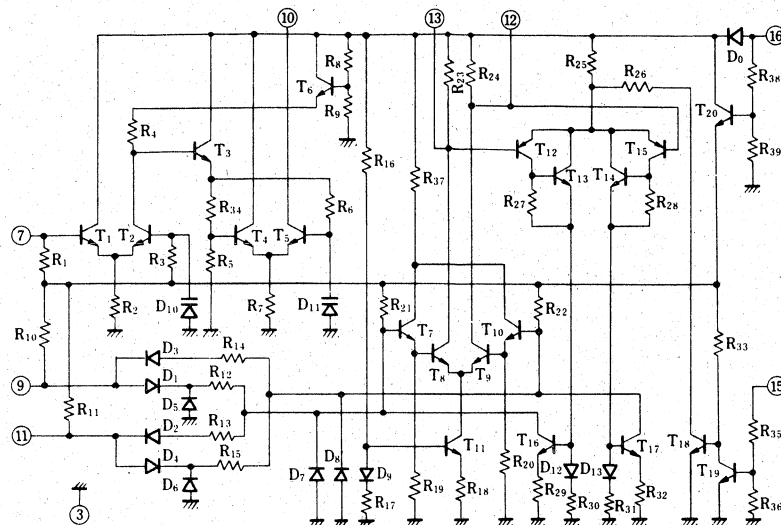 10 13 12 16
R8 R24 R25 D0
R23 R26 R38
T6 R9 T20
R4
T3 T12 T15 R39
R16
R37 T13 T14
R34 R6 R27 R28
7 T1 T2 T4 T5
R1 R3 R5
R2 D10 R7 D11 R21 T10 R22
R10 T7 R33
D3 R14
T8 T9
D1 R12
9 15
R11 D5
D2 R13 R35
11 T11 T16 T17 T18
D4 R20 D12 D13 T19
R15 D7 D8 D9
D6 R19 R29 R32
R17 R18 R30 R31 R36
3